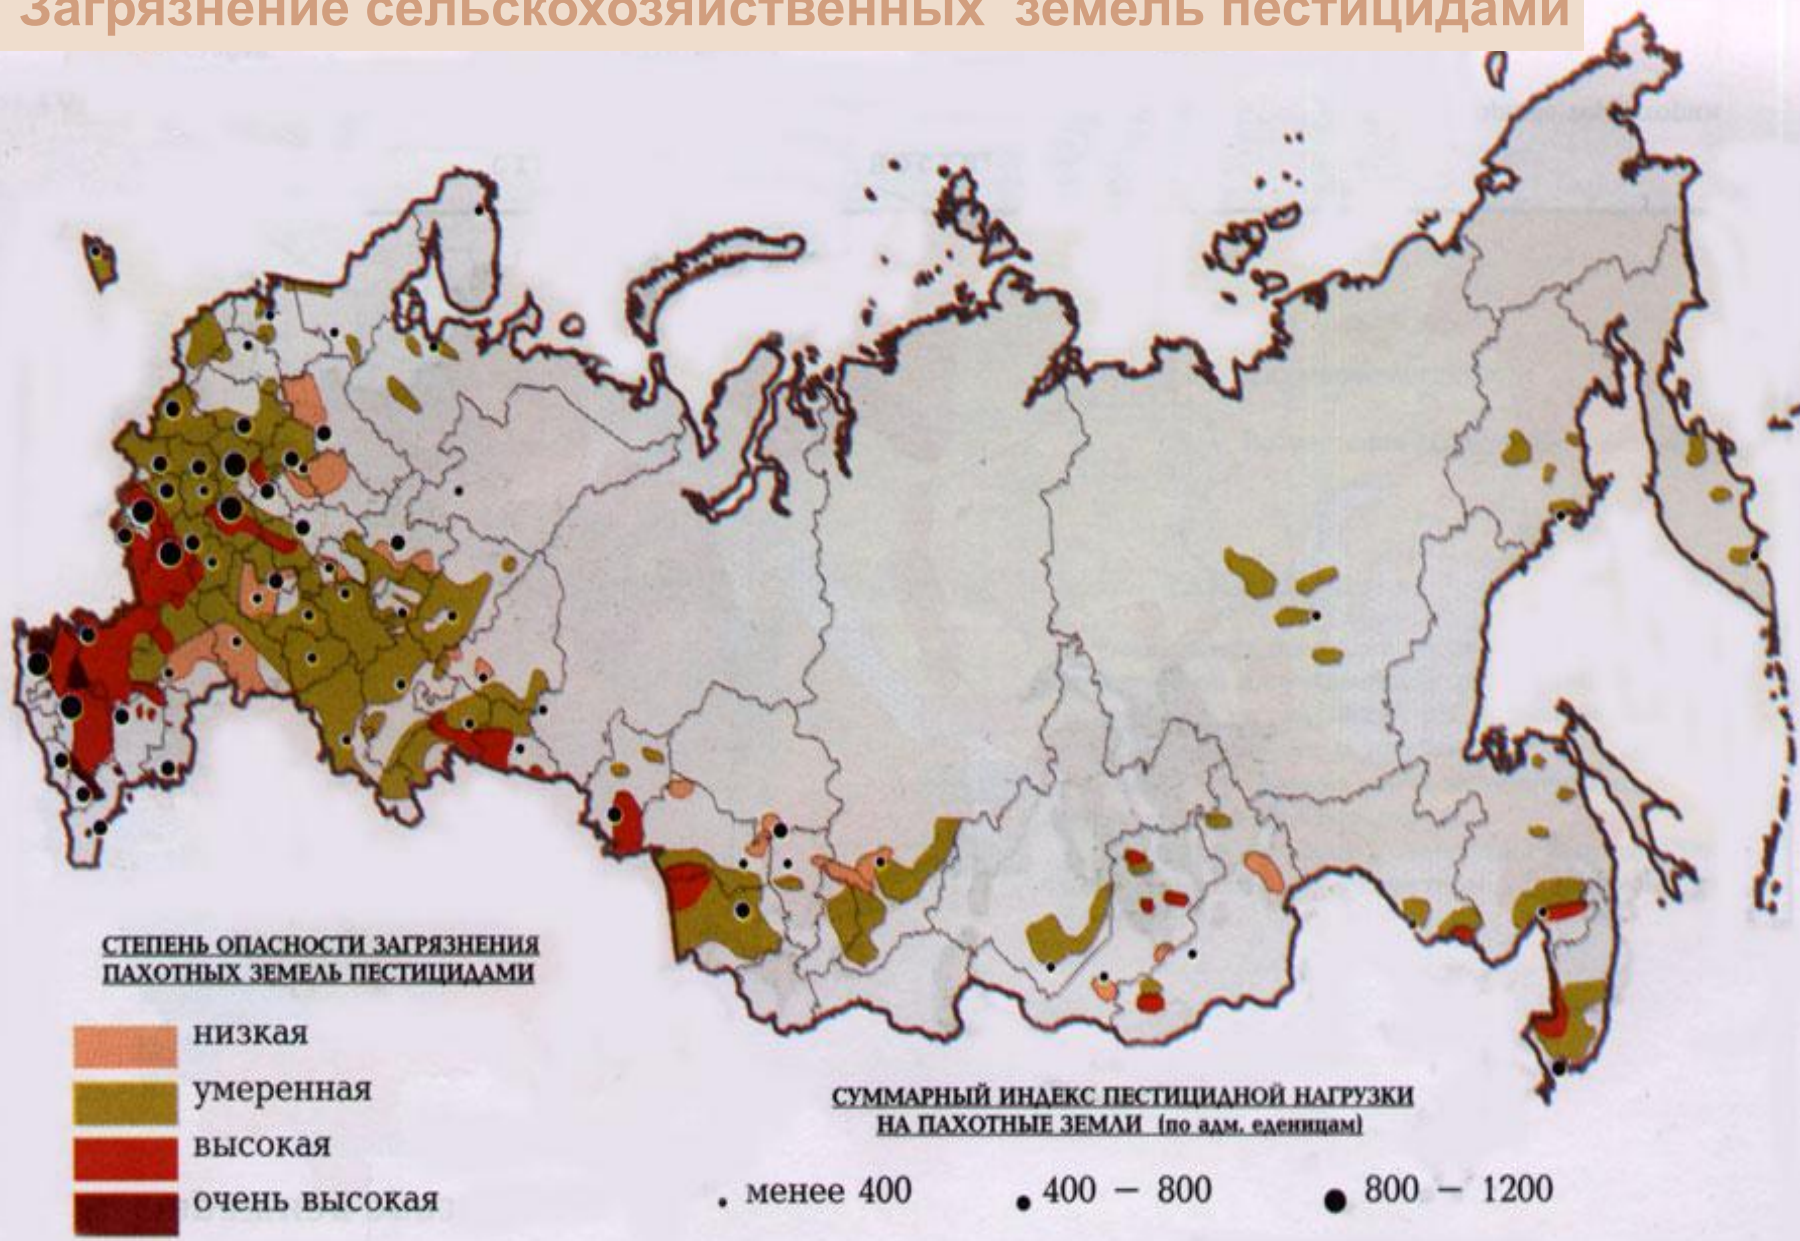 Загрязнение сельскохозяйственных земель пестицидами
СТЕПЕНЬ ОПАСНОСТИ ЗАГРЯЗНЕНИЯ
ПАХОТНЫХ ЗЕМЕЛЬ ПЕСТИЦИДАМИ
низкая
умеренная
высокая
очень высокая
СУММАРНЫЙ ИНДЕКС ПЕСТИЦИДНОЙ НАГРУЗКИ
НА ПАХОТНЫЕ ЗЕМЛИ (по адм. еденицам)
менее 400
400 — 800
800 — 1200